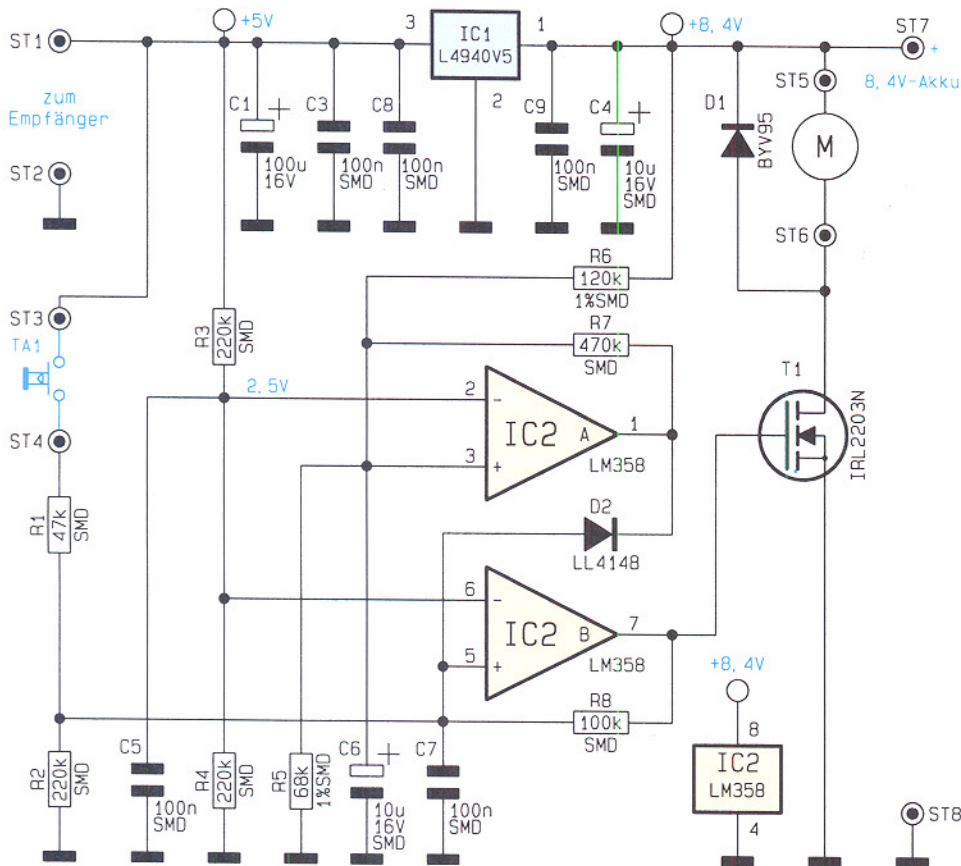 +5V
+8,4V
ST1
3
IC1
L4940V5
1
2
ST7
+
8,4V-Akku
zum
Empfänger
ST2
C1
+
100u
16V
C3
100n
SMD
C8
100n
SMD
C9
100n
SMD
C4
+
10u
16V
SMD
D1
BYV95
ST5
M
ST6
R6
120k
1%SMD
R7
470k
SMD
ST3
TA1
ST4
R3
220k
SMD
2,5V
2
-
3
+
IC2 A
1
LM358
T1
IRL2203N
R1
47k
SMD
D2
LL4148
6
-
5
+
IC2 B
7
LM358
R8
100k
SMD
+8,4V
8
IC2
LM358
4
R2
220k
SMD
C5
100n
SMD
R4
220k
SMD
R5
68k
1%SMD
C6
+
10u
16V
SMD
C7
100n
SMD
ST8